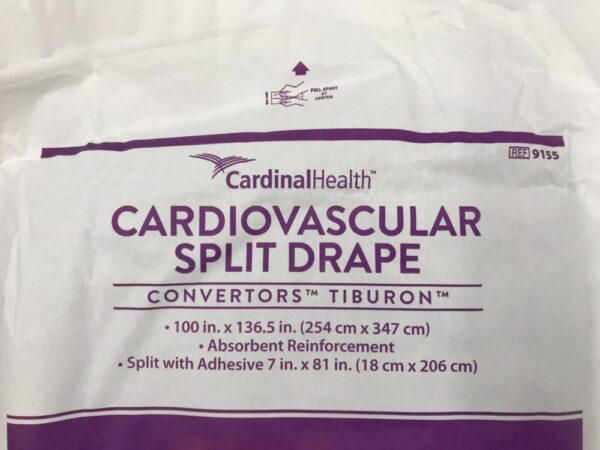 PULL APART
AT
CENTER
REF 9155
CardinalHealth™
CARDIOVASCULAR
SPLIT DRAPE
CONVERTORS™ TIBURON™
• 100 in. x 136.5 in. (254 cm x 347 cm)
• Absorbent Reinforcement
• Split with Adhesive 7 in. x 81 in. (18 cm x 206 cm)